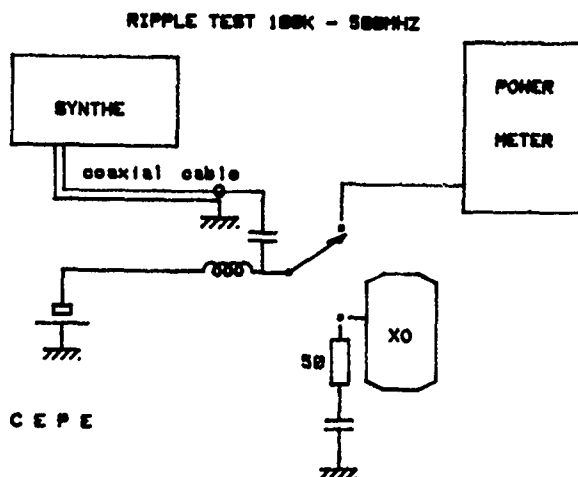 RIPPLE TEST 100K - 500MHZ
SYNTHE
POWER
METER
coaxial cable
XO
50
C E P E